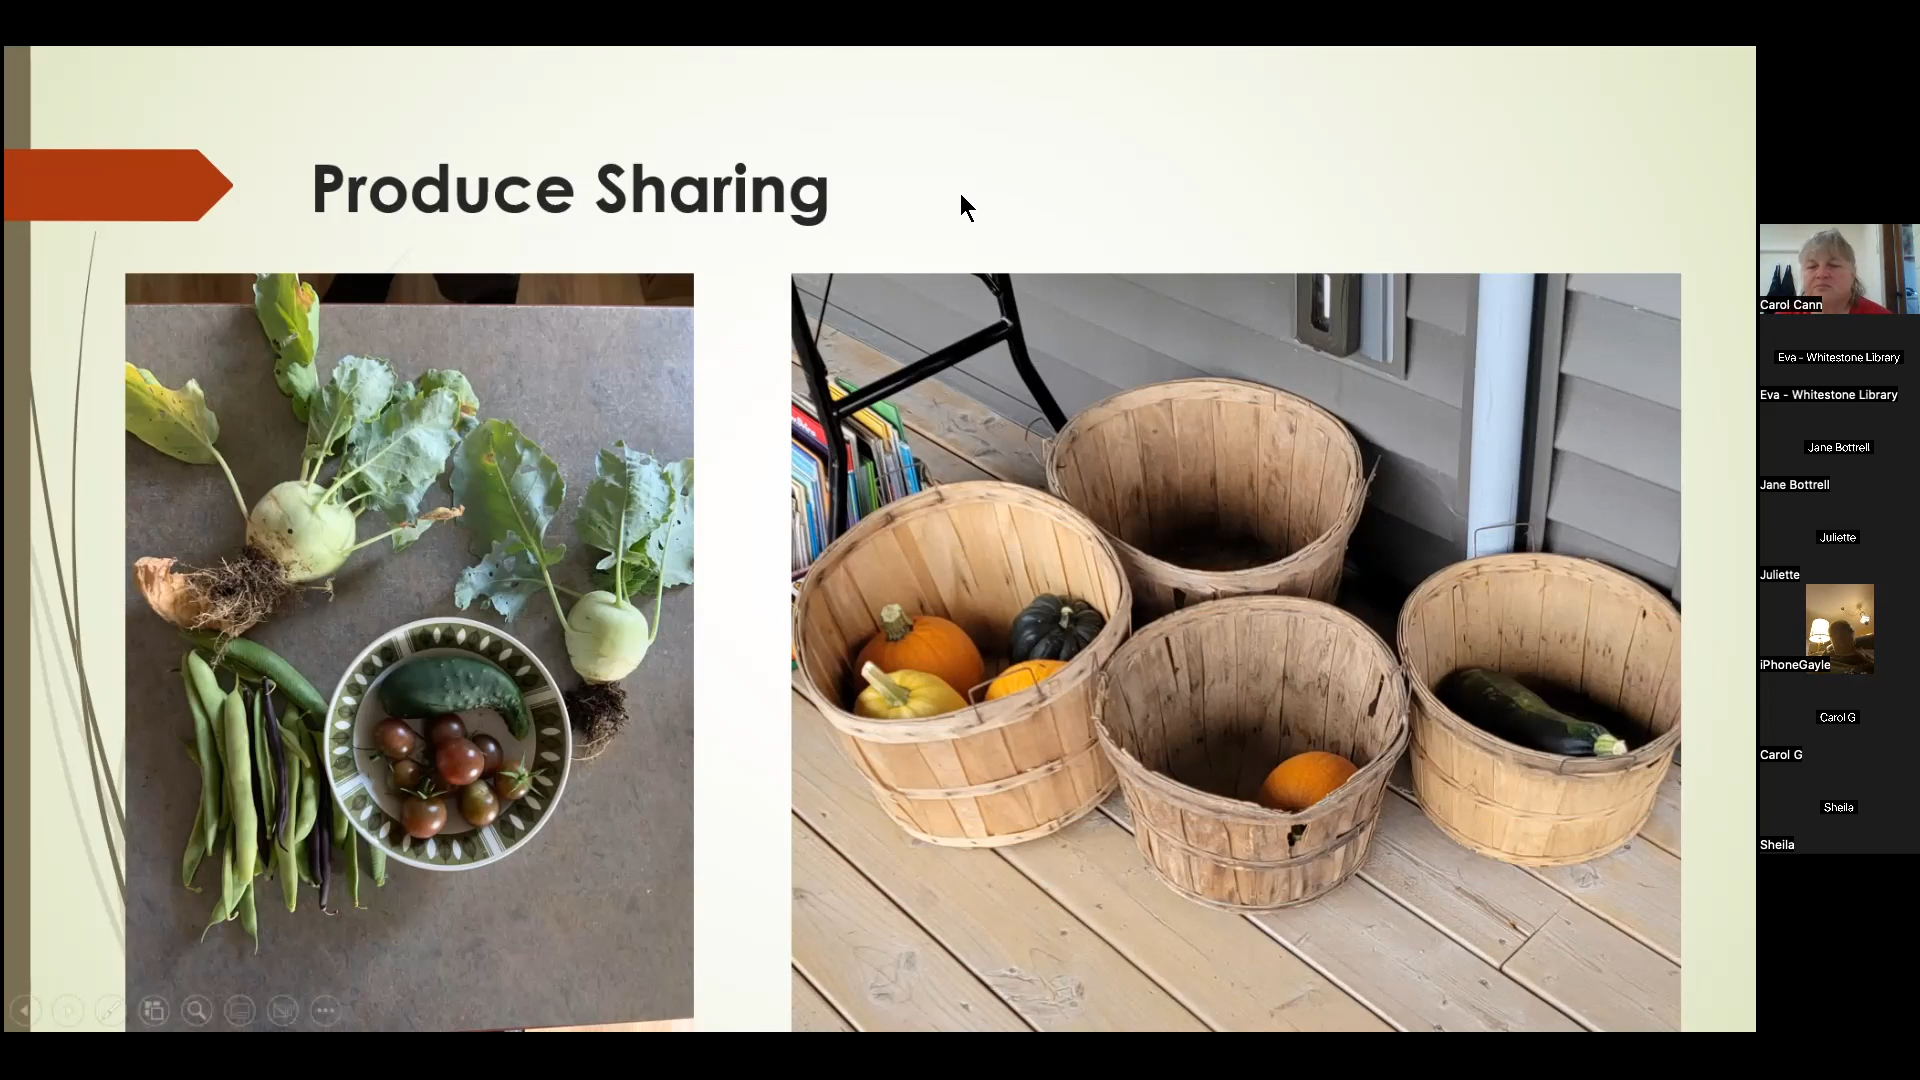 Produce Sharing
Carol Cann
Eva - Whitestone Library
Eva - Whitestone Library
Jane Bottrell
Jane Bottrell
Juliette
Juliette
iPhoneGayle
Carol G
Carol G
Sheila
Sheila